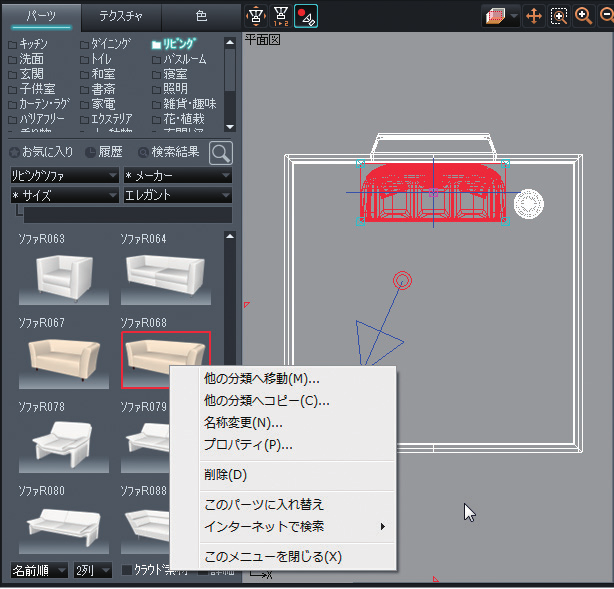 パーツ テクスチャ 色
平面図
キッチン ダイニング リビング
洗面 トイレ バスルーム
玄関 和室 寝室
子供室 書斎 照明
カーテン・ラグ 家電 雑貨・趣味
バリアフリー エクステリア 花・植栽
お気に入り 履歴 検索結果
リビングソファ * メーカー
* サイズ エレガント
ソファR063 ソファR064
ソファR067 ソファR068
他の分類へ移動(M)...
他の分類へコピー(C)...
名称変更(N)...
プロパティ(P)...
削除(D)
このパーツに入れ替え
インターネットで検索
このメニューを閉じる(X)
ソファR078 ソファR079
ソファR080 ソファR088
名前順 2列 クラウド素材 詳細
X